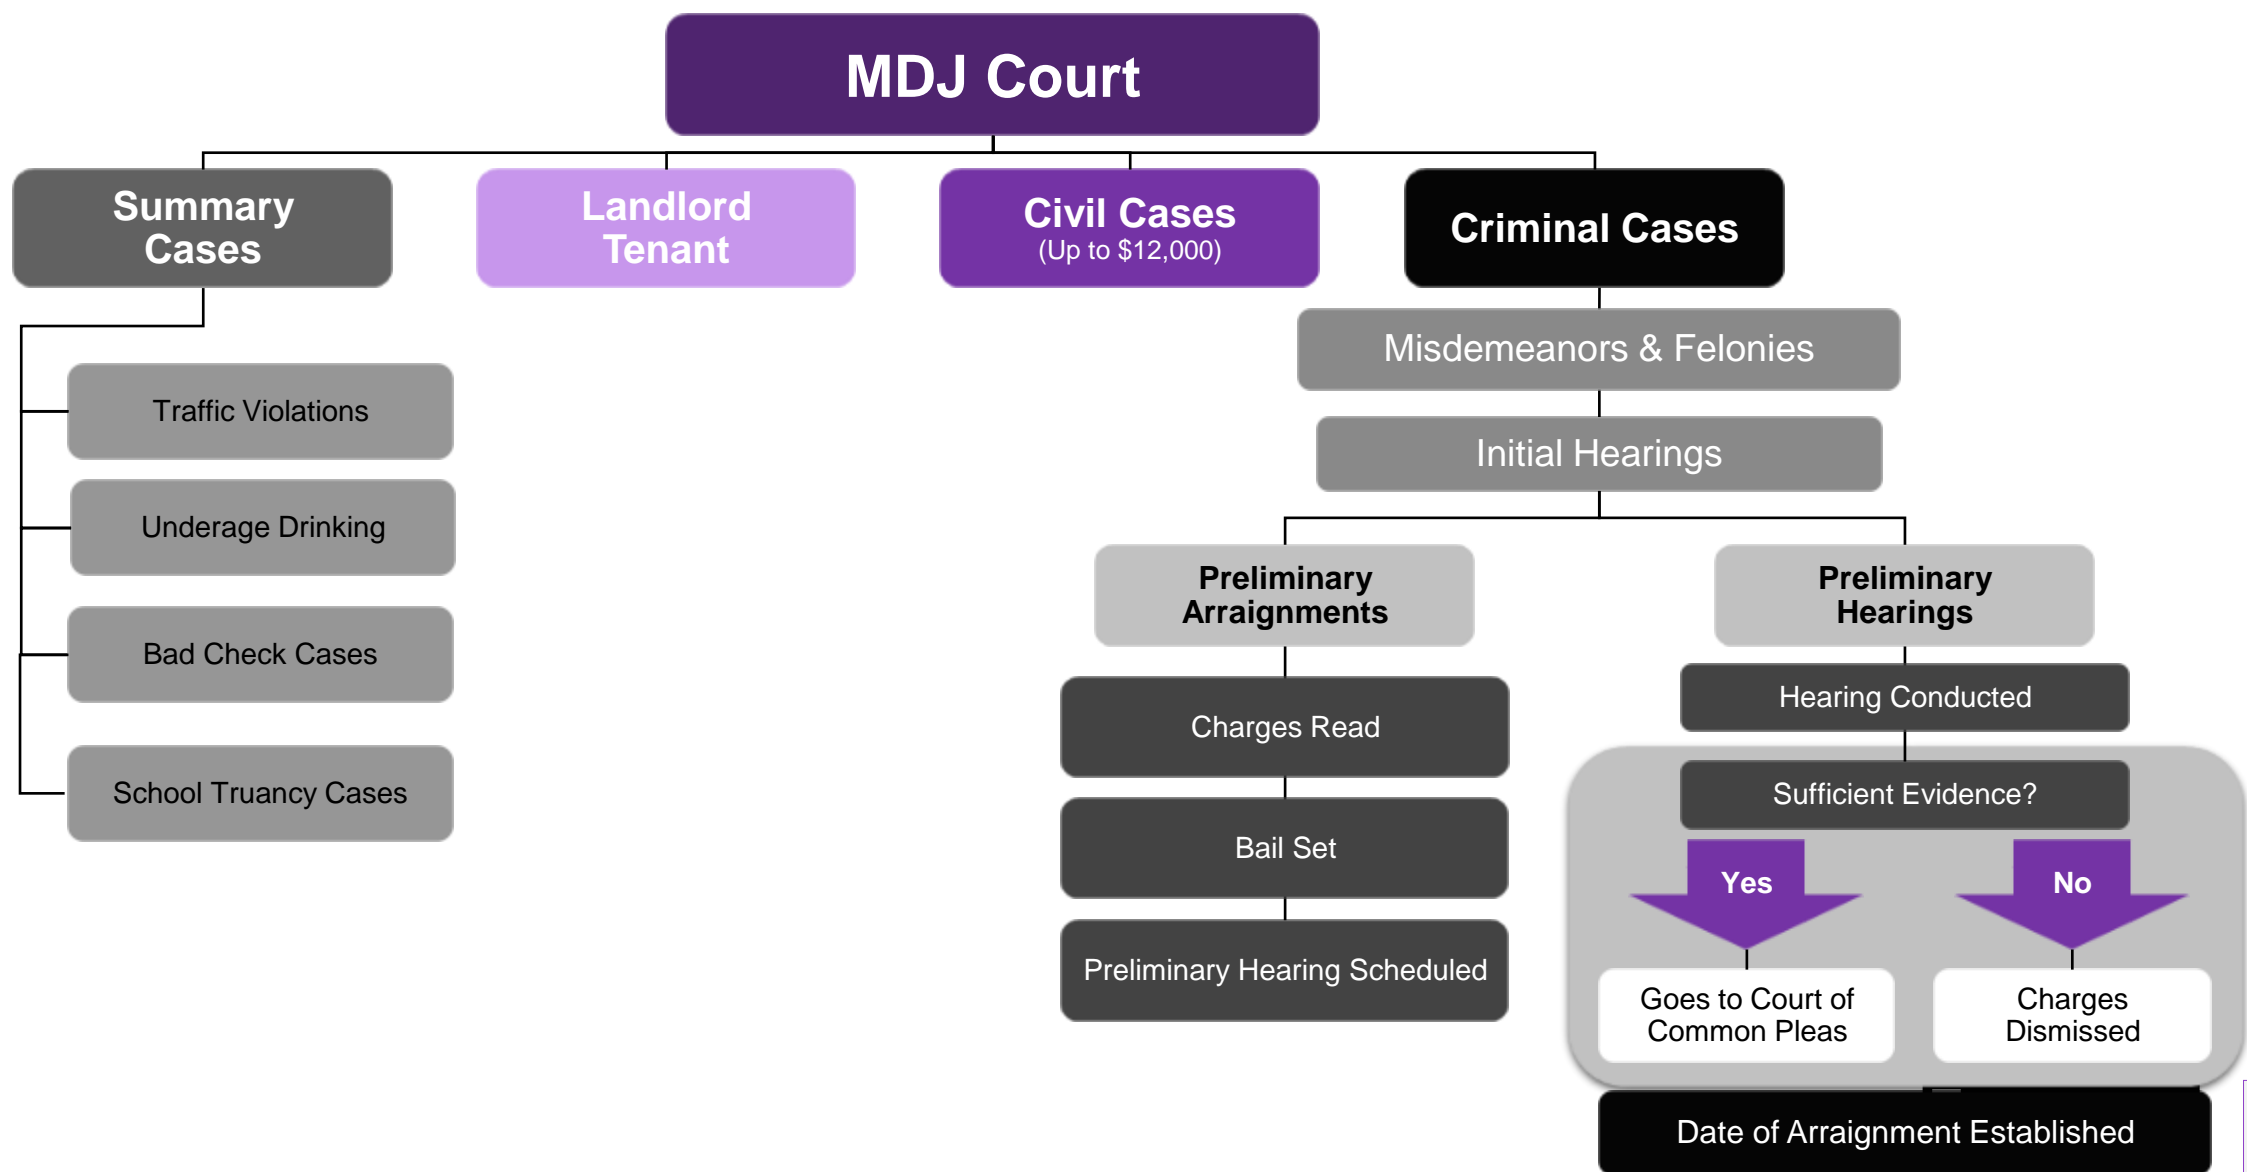 MDJ Court
Summary
Cases
Landlord
Tenant
Civil Cases
(Up to $12,000)
Criminal Cases
Misdemeanors & Felonies
Initial Hearings
Traffic Violations
Underage Drinking
Bad Check Cases
School Truancy Cases
Preliminary
Arraignments
Charges Read
Bail Set
Preliminary Hearing Scheduled
Preliminary
Hearings
Hearing Conducted
Sufficient Evidence?
Yes
No
Goes to Court of
Common Pleas
Charges
Dismissed
Date of Arraignment Established